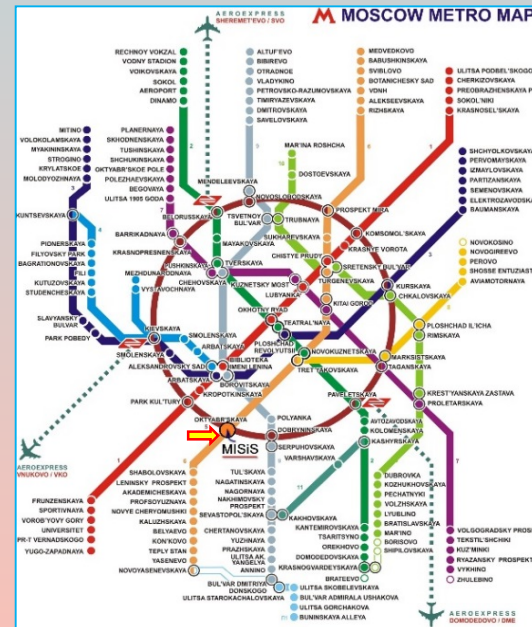 AEROEXPRESS
SHEREMET'EVO / SVO
MOSCOW METRO MAP
RECHNOY VOKZAL
VODNY STADION
VOIKOVSKAYA
SOKOL
AEROPORT
DINAMO
ALTUF'EVO
BIBIREVO
OTRADNOE
VLADYKINO
PETROVSKO-RAZUMOVSKAYA
TIMIRYAZEVSKAYA
DMITROVSKAYA
SAVELOVSKAYA
MEDVEDKOVO
BABUSHKINSKAYA
SVIBLOVO
BOTANICHESKY SAD
VDNH
ALEKSEEVSKAYA
RIZHSKAYA
ULITSA PODBEL'SKOGO
CHERKIZOVSKAYA
PREOBRAZHENSKAYA P
SOKOL'NIKI
KRASNOSEL'SKAYA
MITINO
VOLOKOLAMSKAYA
MYAKININSKAYA
STROGINO
KRYLATSKOE
MOLODYOZHNAYA
PLANERNAYA
SKHODNENSKAYA
TUSHINSKAYA
SHCHUKINSKAYA
OKTYABR'SKOE POLE
POLEZHAEVSKAYA
BEGOVAYA
ULITSA 1905 GODA
MAR'INA ROSHCHA
DOSTOEVSKAYA
SHCHYOLKOVSKAYA
PERVOMAYSKAYA
IZMAYLOVSKAYA
PARTIZANSKAYA
SEMENOVSKAYA
ELEKTROZAVODSKAYA
BAUMANSKAYA
MENDELEEVSKAYA
NOVOSLOBODSKAYA
KUNTSEVSKAYA
BELORUSSKAYA
TSVETNOY
BUL'VAR
TRUBNAYA
PROSPEKT MIRA
PIONERSKAYA
FILYOVSKY PARK
BAGRATIONOVSKAYA
FILI
KUTUZOVSKAYA
STUDENCHESKAYA
BARRIKADNAYA
KRASNOPRESNENSKAYA
MAYAKOVSKAYA
SUKHAREVSKAYA
CHISTYE PRUDY
KOMSOMOL'SKAYA
KRASNYE VOROTA
NOVOKOSINO
NOVOGIREEVO
PEROVO
SHOSSE ENTUZIAST
AVIAMOTORNAYA
MEZHDUNARODNAYA
VYSTAVOCHNAYA
PUSHKINSKAYA
TVERSKAYA
CHEHOVSKAYA
KUZNETSKY MOST
LUBYANKA
SRETENSKY BUL'VAR
TURGENEVSKAYA
KITAI GOROD
KURSKAYA
CHKALOVSKAYA
SLAVYANSKY
BULVAR
PARK POBEDY
KIEVSKAYA
SMOLENSKAYA
SMOLENSKAYA
ARBATSKAYA
OKHOTNY RYAD
TEATRAL'NAYA
PLOSHCHAD
REVOLYUTSII
NOVOKUZNETSKAYA
TRET'YAKOVSKAYA
PLOSHCHAD IL'ICHA
RIMSKAYA
MARKSISTSKAYA
TAGANSKAYA
ALEKSANDROVSKY SAD
BIBLIOTEKA
IMENI LENINA
ARBATSKAYA
BOROVITSKAYA
KROPOTKINSKAYA
PARK KUL'TURY
OKTYABR'SKAYA
MISiS
POLYANKA
DOBRYNINSKAYA
SERPUHOVSKAYA
PAVELETSKAYA
KREST'YANSKAYA ZASTAVA
PROLETARSKAYA
AVTOZAVODSKAYA
KOLOMENSKAYA
KASHYRSKAYA
VARSHAVSKAYA
AEROEXPRESS
VNUKOVO / VKO
SHABOLOVSKAYA
LENINSKY PROSPEKT
AKADEMICHESKAYA
PROFSOYUZNAYA
NOVYE CHERYOMUSHKI
KALUZHSKAYA
BELYAEVO
KON'KOVO
TEPLY STAN
YASENEVO
NOVOYASENEVSKAYA
TUL'SKAYA
NAGATINSKAYA
NAGORNAYA
NAKHIMOVSKY
PROSPEKT
SEVASTOPOL'SKAYA
KAKHOVSKAYA
CHERTANOVSKAYA
YUZHNAYA
PRAZHSKAYA
ULITSA AK.
YANGELYA
ANNINO
BUL'VAR DMITRIYA
DONSKOGO
ULITSA STAROKACHALOVSKAYA
ULITSA SKOBELEVSKAYA
BUL'VAR ADMIRALA USHAKOVA
ULITSA GORCHAKOVA
BUNINSKAYA ALLEYA
FRUNZENSKAYA
SPORTIVNAYA
VOROB'YOVY GORY
UNIVERSITET
PR-T VERNADSKOGO
YUGO-ZAPADNAYA
KANTEMIROVSKAYA
TSARITSYNO
OREKHOVO
DOMODEDOVSKAYA
KRASNOGVARDEYSKAYA
BRATEEVO
DUBROVKA
KOZHUKHOVSKAYA
PECHATNYKI
VOLZHSKAYA
LYUBLINO
BRATISLAVSKAYA
MAR'INO
BORISOVO
SHIPILOVSKAYA
VOLGOGRADSKY PROSP
TEKSTIL'SHCHIKI
KUZ'MINKI
RYAZANSKY PROSPEKT
VYKHINO
ZHULEBINO
AEROEXPRESS
DOMODEDOVO / DME